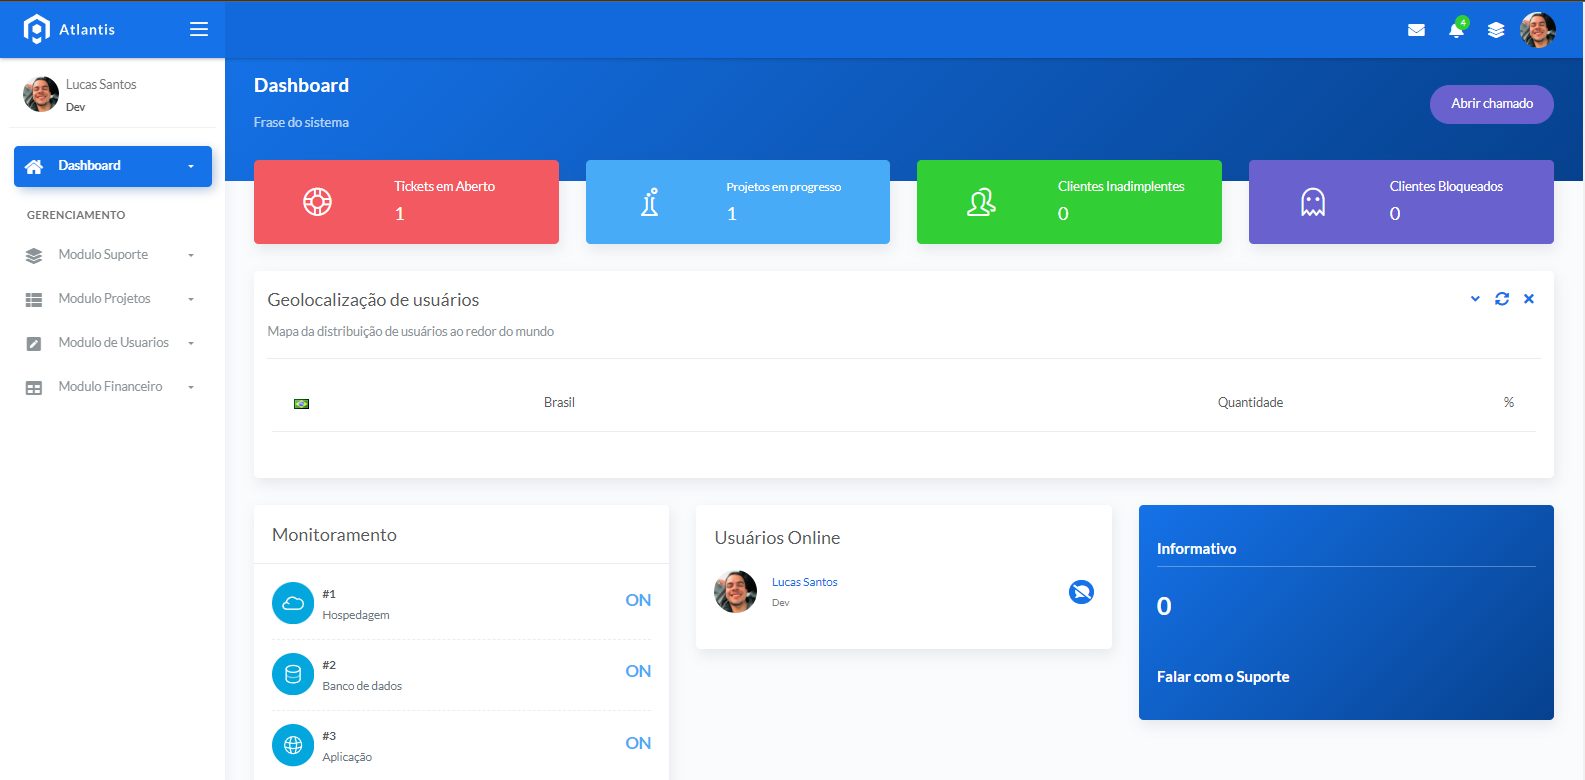 Atlantis
4
Lucas Santos
Dev
Dashboard
GERENCIAMENTO
Modulo Suporte
Modulo Projetos
Modulo de Usuarios
Modulo Financeiro
Dashboard
Frase do sistema
Abrir chamado
Tickets em Aberto
1
Projetos em progresso
1
Clientes Inadimplentes
0
Clientes Bloqueados
0
Geolocalização de usuários
Mapa da distribuição de usuários ao redor do mundo
Brasil Quantidade %
Monitoramento
#1
Hospedagem
ON
#2
Banco de dados
ON
#3
Aplicação
ON
Usuários Online
Lucas Santos
Dev
Informativo
0
Falar com o Suporte